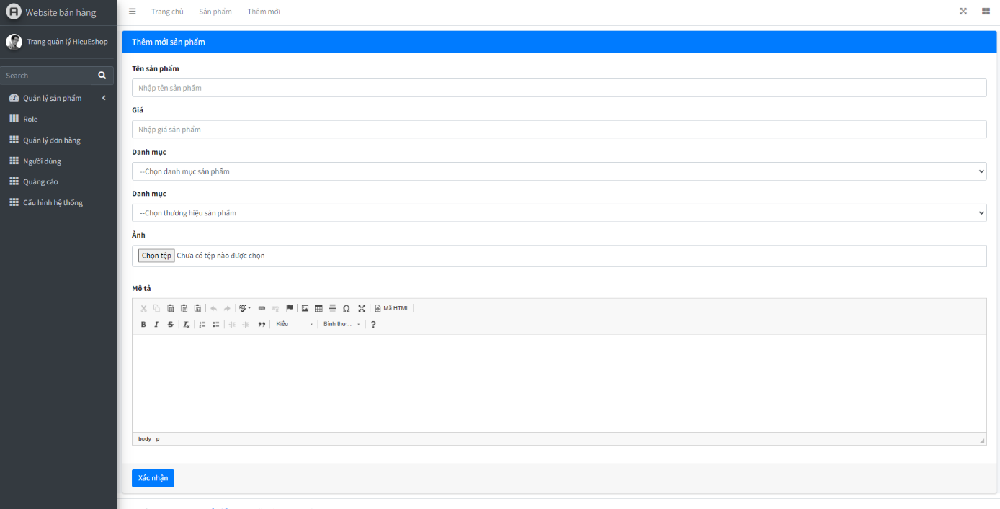 Website bán hàng
Trang chủ Sản phẩm Thêm mới
Trang quản lý HieuEshop
Search
Quản lý sản phẩm
Role
Quản lý đơn hàng
Người dùng
Quảng cáo
Cấu hình hệ thống
Thêm mới sản phẩm
Tên sản phẩm
Nhập tên sản phẩm
Giá
Nhập giá sản phẩm
Danh mục
--Chọn danh mục sản phẩm
Danh mục
--Chọn thương hiệu sản phẩm
Ảnh
Chọn tệp Chưa có tệp nào được chọn
Mô tả
Mã HTML
B I S Kiểu Bình thư... ?
body p
Xác nhận